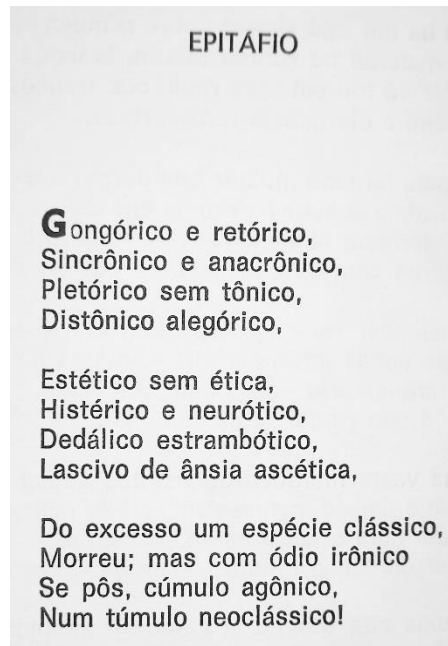 EPITÁFIO
Gongórico e retórico,
Sincrônico e anacrônico,
Pletórico sem tônico,
Distônico alegórico,
Estético sem ética,
Histérico e neurótico,
Dedálico estrambótico,
Lascivo de ânsia ascética,
Do excesso um espécie clássico,
Morreu; mas com ódio irônico
Se pôs, cúmulo agônico,
Num túmulo neoclássico!